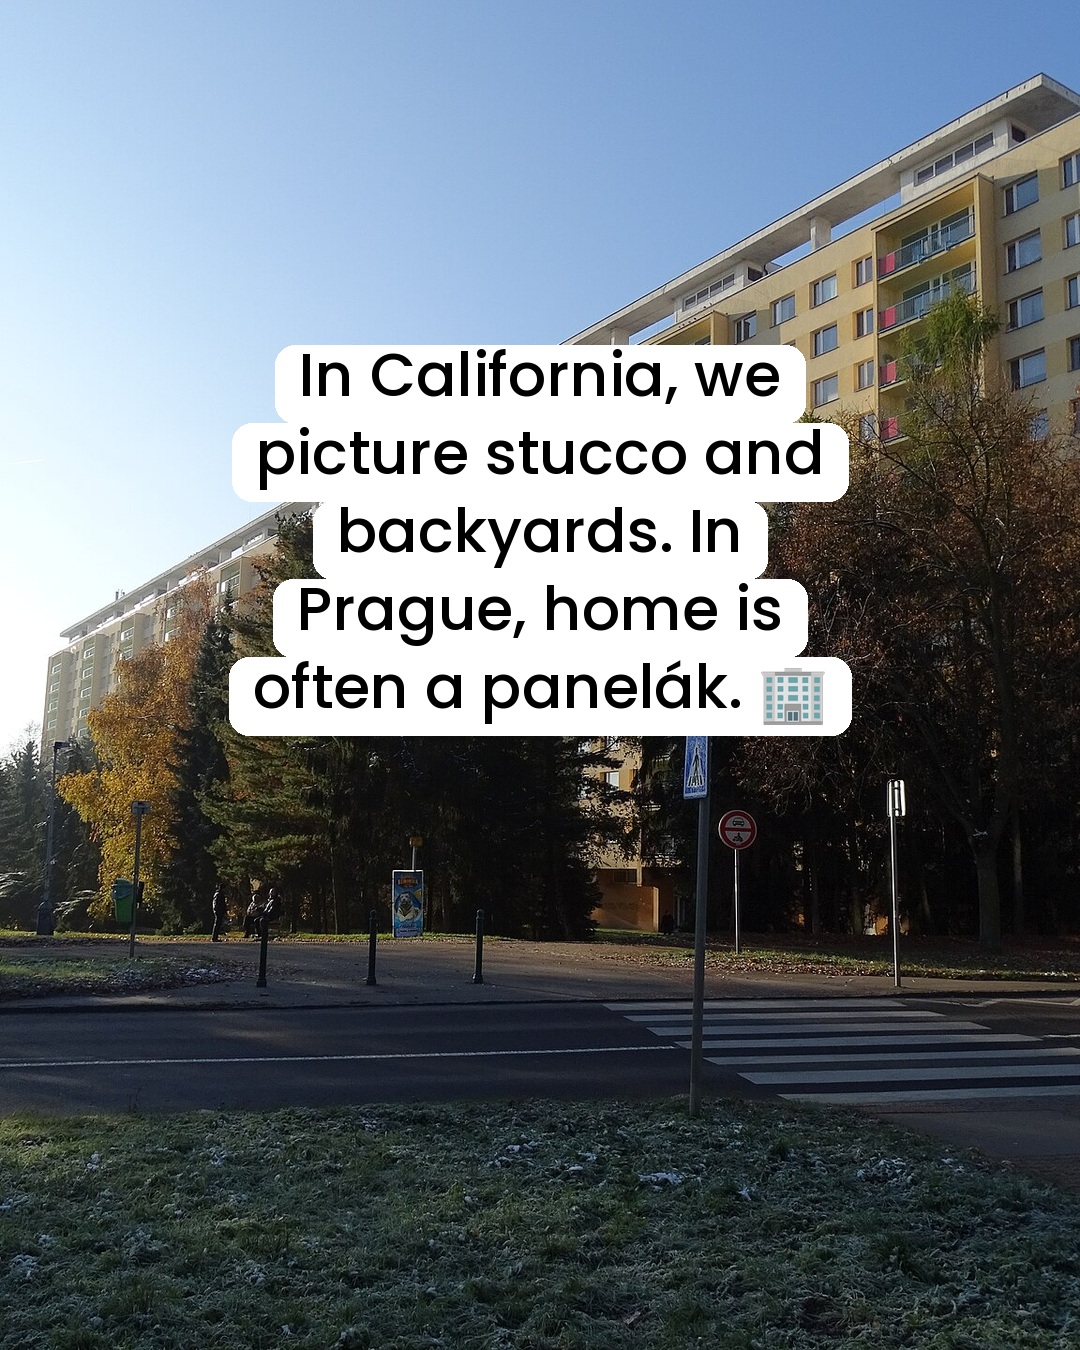 In California, we
picture stucco and
backyards. In
Prague, home is
often a panelák. 🏢